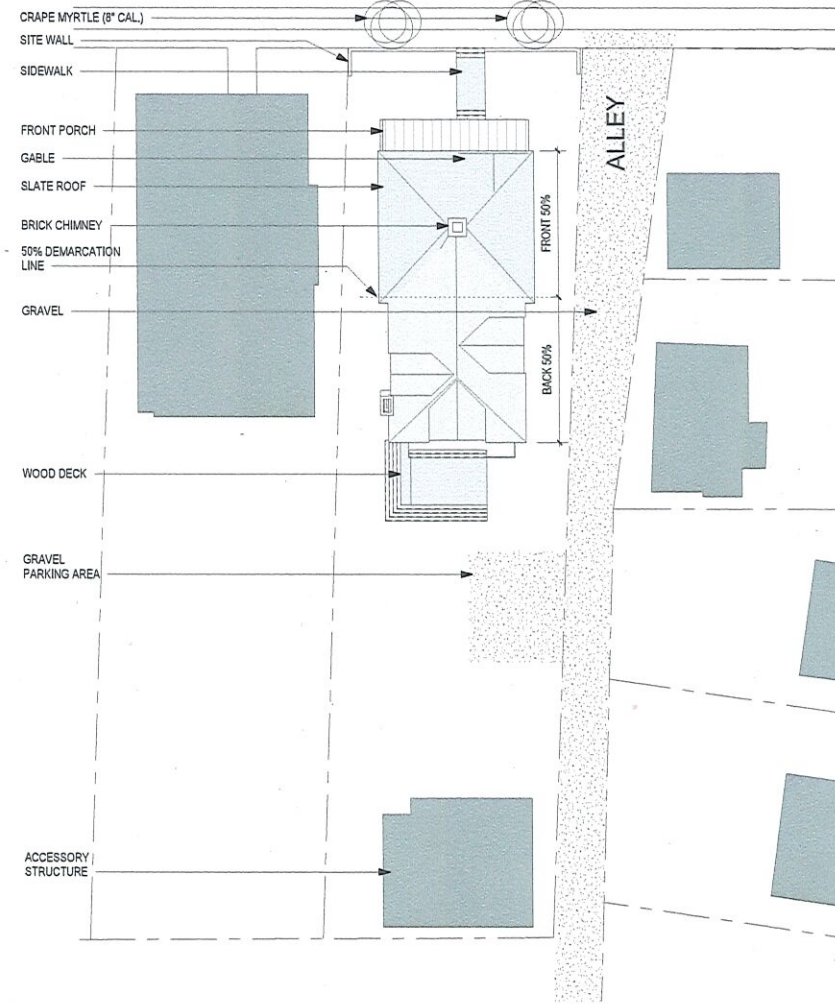 CRAPE MYRTLE (8" CAL.)
SITE WALL
SIDEWALK
ALLEY
FRONT PORCH
GABLE
SLATE ROOF
FRONT 50%
BRICK CHIMNEY
50% DEMARCATION
LINE
GRAVEL
BACK 50%
WOOD DECK
GRAVEL
PARKING AREA
ACCESSORY
STRUCTURE